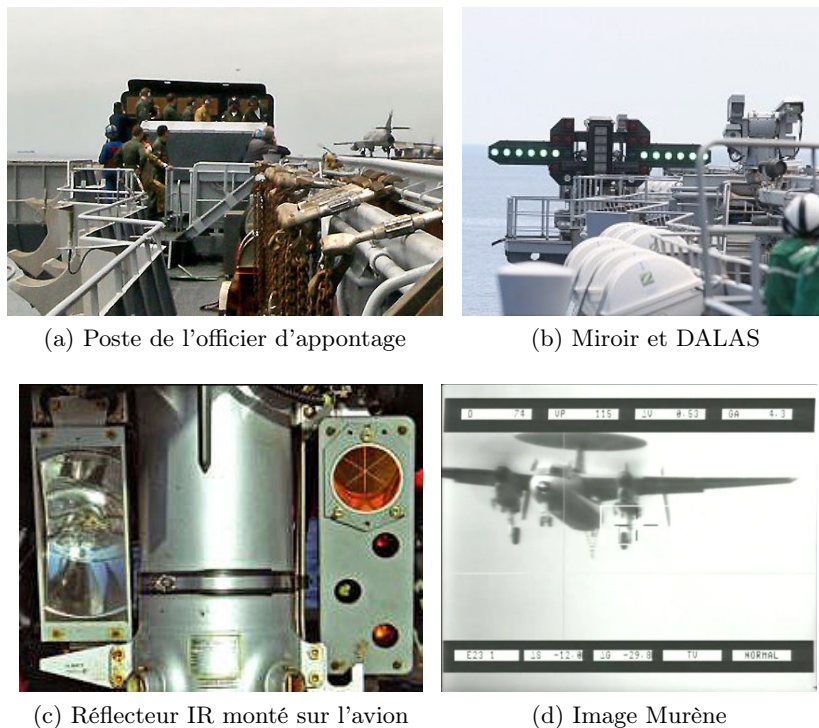 (a) Poste de l'officier d'appontage
(b) Miroir et DALAS
D 74 VP 115 ΔV 0.53 GA 4.3
E23 1 ΔS -12.0 ΔG -29.8 TV NORMAL
(c) Réflecteur IR monté sur l'avion
(d) Image Murène